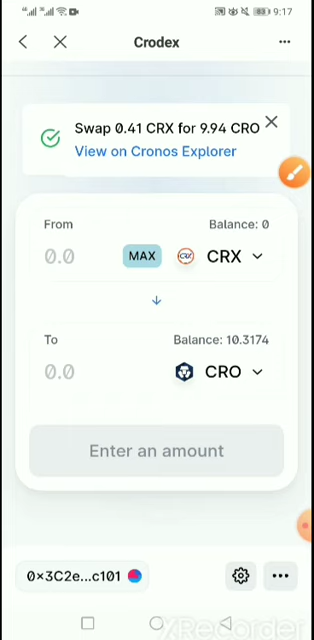 9:17
Crodex
Swap 0.41 CRX for 9.94 CRO
View on Cronos Explorer
From
Balance: 0
0.0
MAX
CRX
To
Balance: 10.3174
0.0
CRO
Enter an amount
0x3C2e...c101
XRecorder